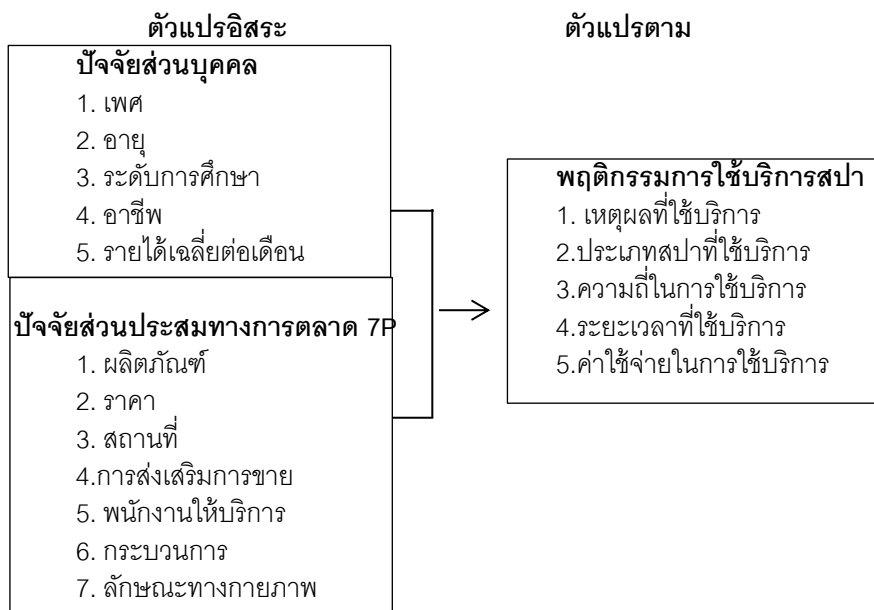 ตัวแปรอิสระ
ปัจจัยส่วนบุคคล
1. เพศ
2. อายุ
3. ระดับการศึกษา
4. อาชีพ
5. รายได้เฉลี่ยต่อเดือน
ปัจจัยส่วนประสมทางการตลาด 7P
1. ผลิตภัณฑ์
2. ราคา
3. สถานที่
4.การส่งเสริมการขาย
5. พนักงานให้บริการ
6. กระบวนการ
7. ลักษณะทางกายภาพ
ตัวแปรตาม
พฤติกรรมการใช้บริการสปา
1. เหตุผลที่ใช้บริการ
2.ประเภทสปาที่ใช้บริการ
3.ความถี่ในการใช้บริการ
4.ระยะเวลาที่ใช้บริการ
5.ค่าใช้จ่ายในการใช้บริการ